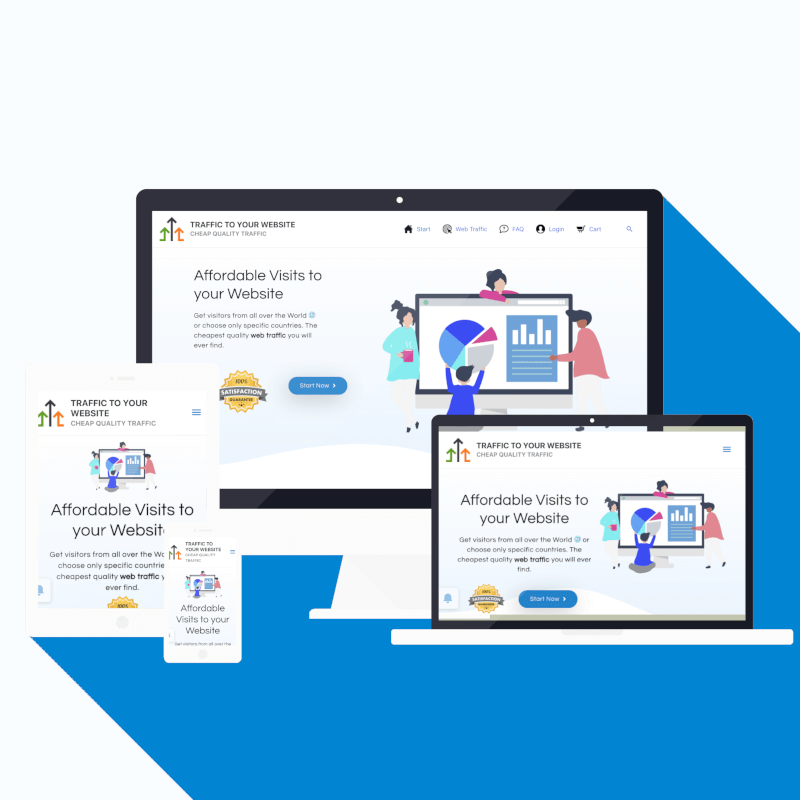 TRAFFIC TO YOUR WEBSITE
CHEAP QUALITY TRAFFIC
Start
Web Traffic
FAQ
Login
Cart
Affordable Visits to
your Website
Get visitors from all over the World
or choose only specific countries. The
cheapest quality web traffic you will
ever find.
100%
SATISFACTION
GUARANTEE
Start Now
TRAFFIC TO YOUR
WEBSITE
CHEAP QUALITY TRAFFIC
Affordable Visits to
your Websit
Get visitors from all over the Wo
choose only specific countrie
cheapest quality web traffic y
ever find.
100%
TRAFFIC TO
YOUR WEBSITE
CHEAP QUALITY
TRAFFIC
Affordable
Visits to your
Website
Get visitors from all over the
TRAFFIC TO YOUR WEBSITE
CHEAP QUALITY TRAFFIC
Affordable Visits to
your Website
Get visitors from all over the World or
choose only specific countries. The
cheapest quality web traffic you will ever
find.
100%
SATISFACTION
GUARANTEE
Start Now